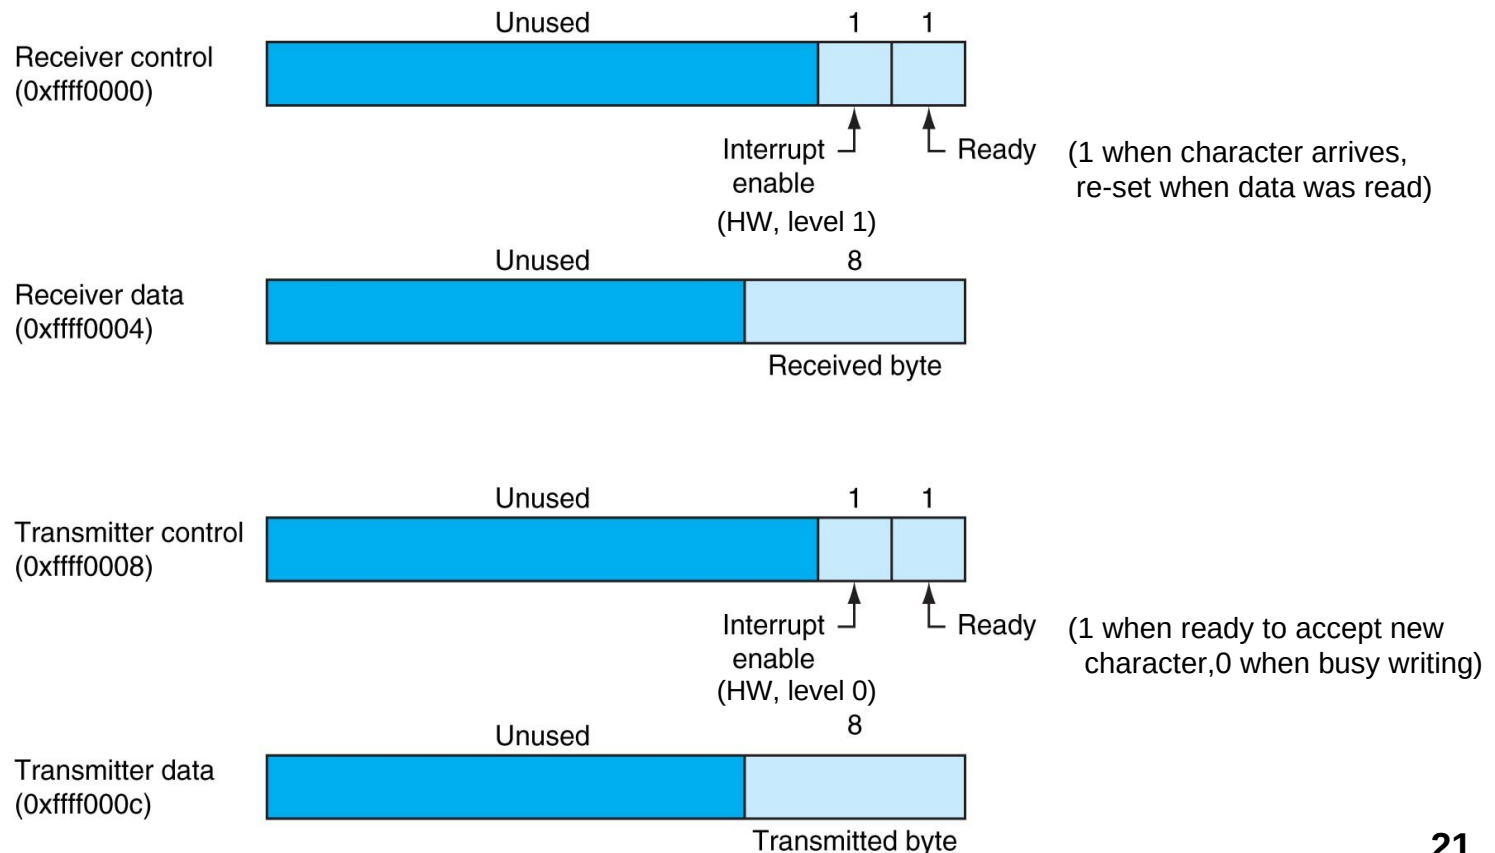 Unused 1 1
Receiver control
(0xffff0000)
Interrupt Ready (1 when character arrives,
enable re-set when data was read)
(HW, level 1)
Unused 8
Receiver data
(0xffff0004)
Received byte
Unused 1 1
Transmitter control
(0xffff0008)
Interrupt Ready (1 when ready to accept new
enable character,0 when busy writing)
(HW, level 0)
Unused 8
Transmitter data
(0xffff000c)
Transmitted byte
21